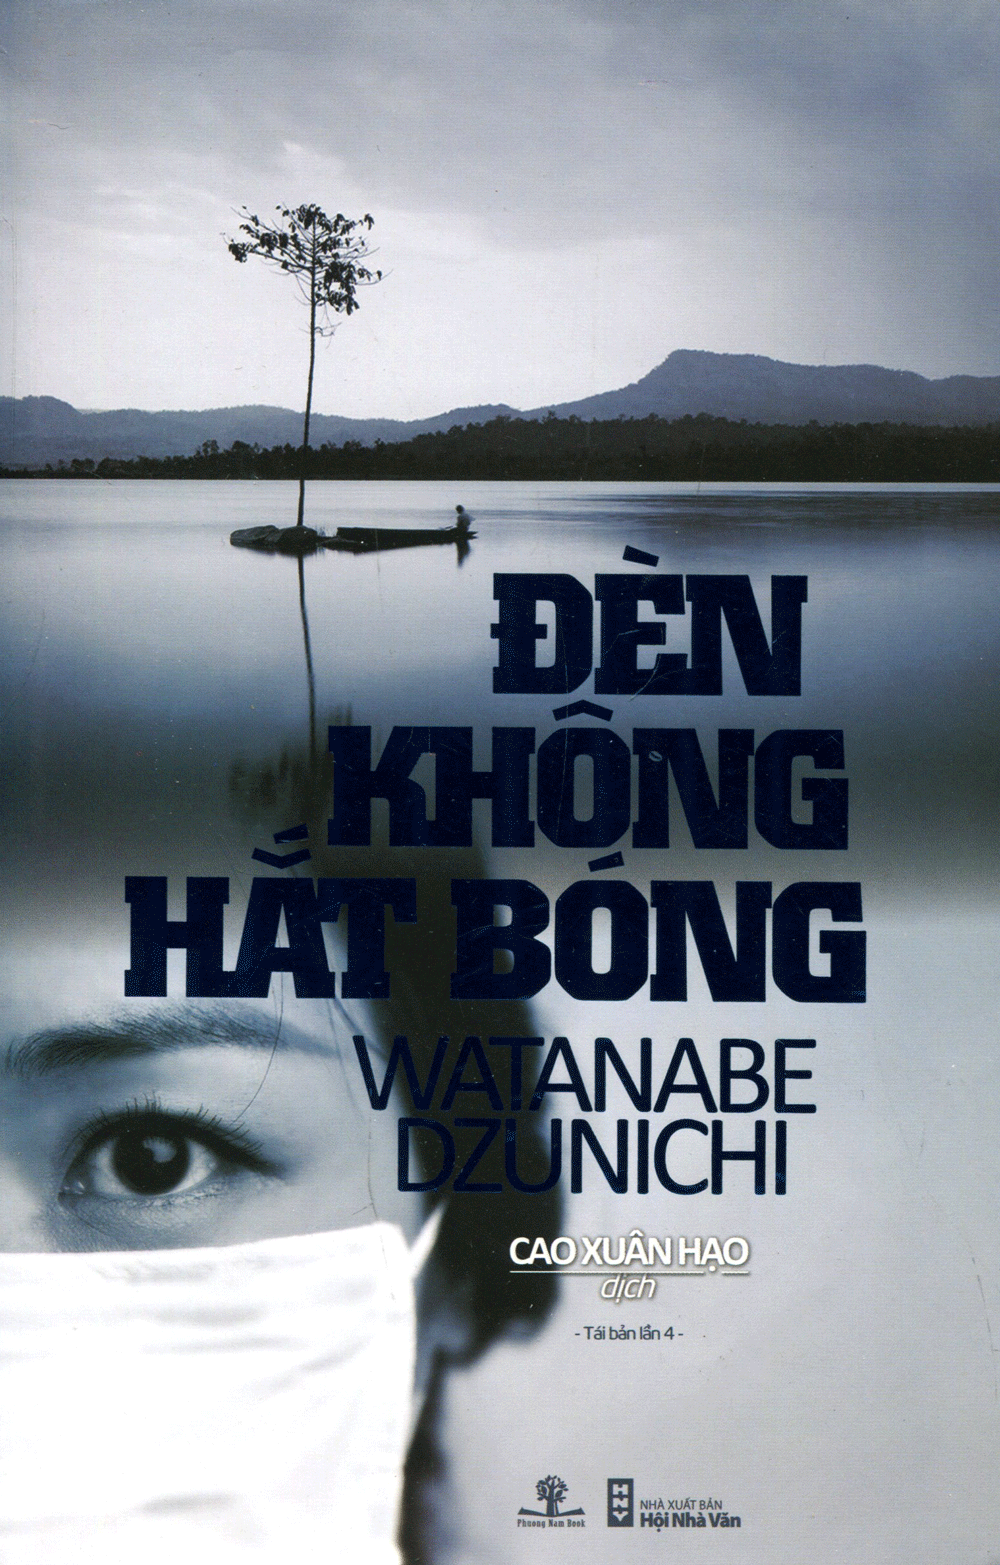 ĐÈN
KHÔNG
HẮT BÓNG
WATANABE
DZUNICHI
CAO XUÂN HẠO
dịch
- Tái bản lần 4 -
Phuong Nam Book
HNV
NHÀ XUẤT BẢN
Hội Nhà Văn